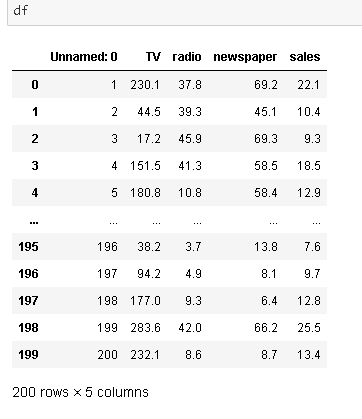 df
Unnamed: 0 TV radio newspaper sales
0 1 230.1 37.8 69.2 22.1
1 2 44.5 39.3 45.1 10.4
2 3 17.2 45.9 69.3 9.3
3 4 151.5 41.3 58.5 18.5
4 5 180.8 10.8 58.4 12.9
... ... ... ... ... ...
195 196 38.2 3.7 13.8 7.6
196 197 94.2 4.9 8.1 9.7
197 198 177.0 9.3 6.4 12.8
198 199 283.6 42.0 66.2 25.5
199 200 232.1 8.6 8.7 13.4
200 rows × 5 columns